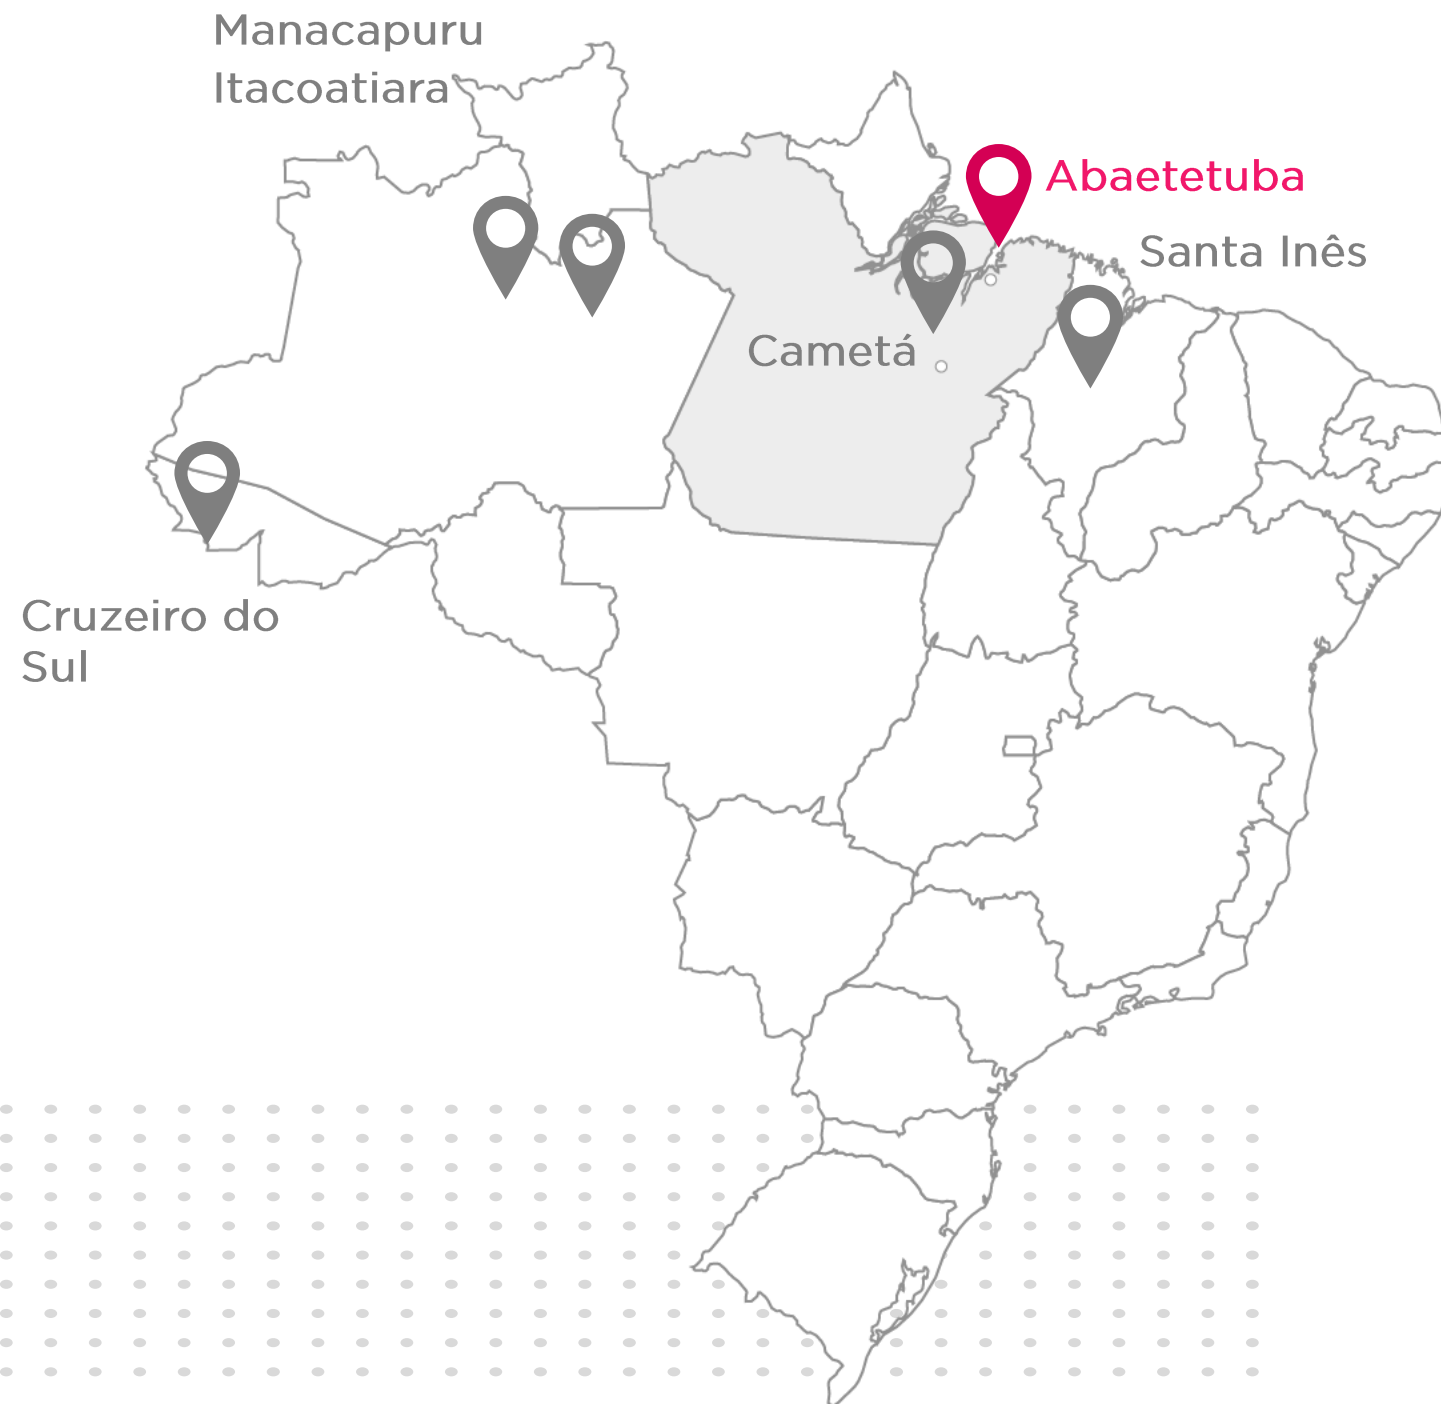 Manacapuru
Itacoatiara
Abaetetuba
Santa Inês
Cametá
Cruzeiro do
Sul